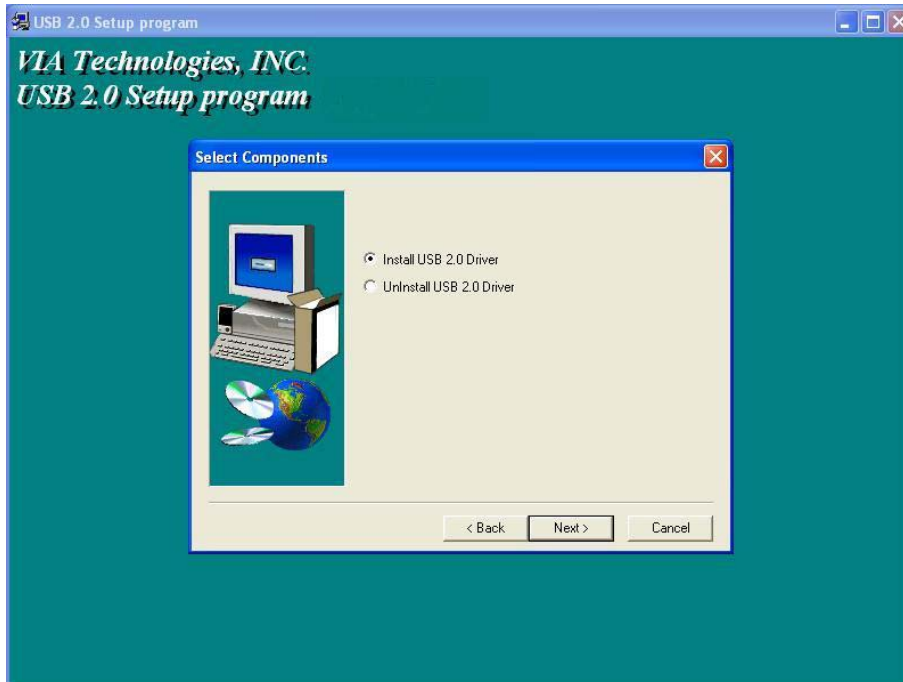 USB 2.0 Setup program
VIA Technologies, INC.
USB 2.0 Setup program
Select Components
Install USB 2.0 Driver
UnInstall USB 2.0 Driver
< Back Next > Cancel